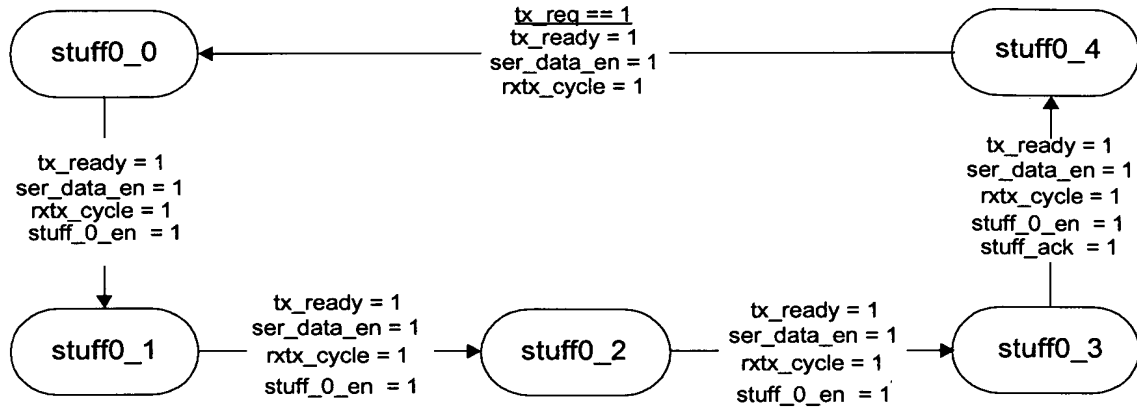 stuff0_0
tx_req == 1
tx_ready = 1
ser_data_en = 1
rxtx_cycle = 1
stuff0_4
tx_ready = 1
ser_data_en = 1
rxtx_cycle = 1
stuff_0_en = 1
tx_ready = 1
ser_data_en = 1
rxtx_cycle = 1
stuff_0_en = 1
stuff_ack = 1
stuff0_1
tx_ready = 1
ser_data_en = 1
rxtx_cycle = 1
stuff_0_en = 1
stuff0_2
tx_ready = 1
ser_data_en = 1
rxtx_cycle = 1
stuff_0_en = 1
stuff0_3